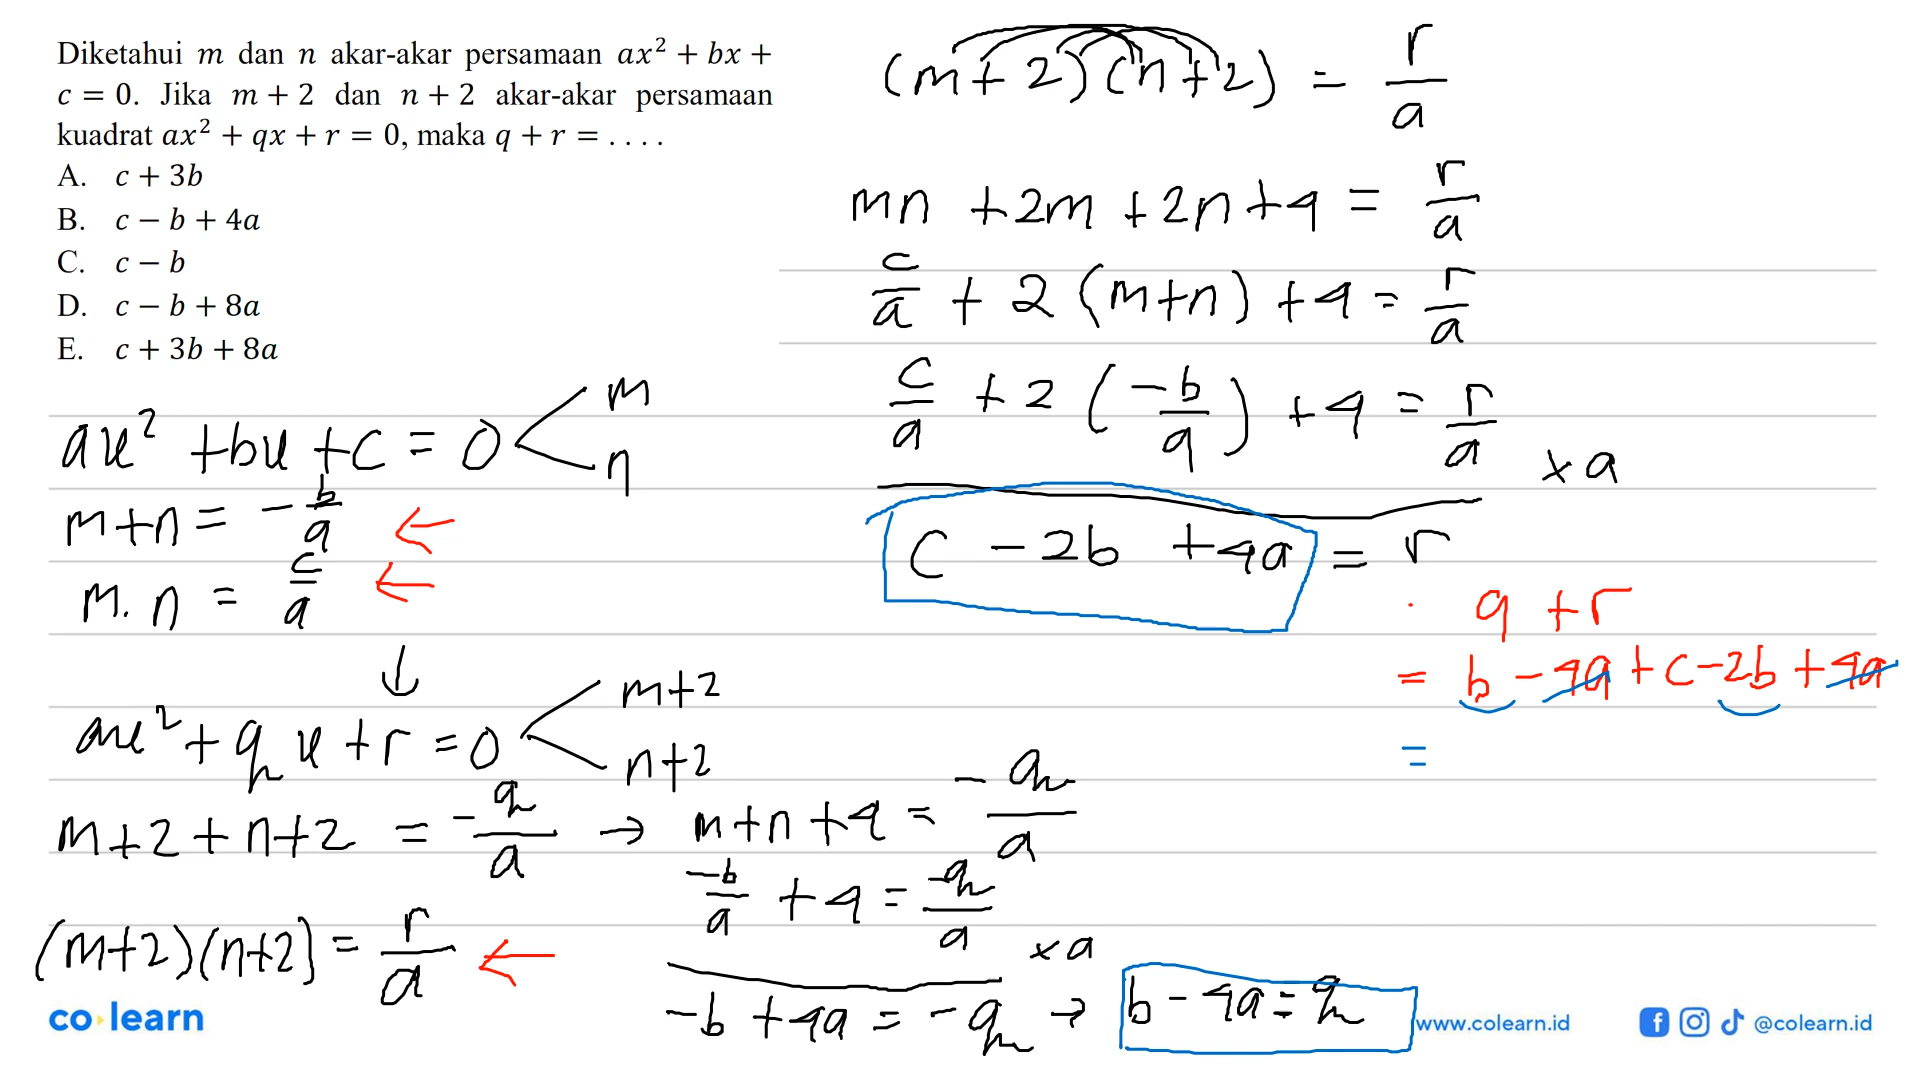 Diketahui m dan n akar-akar persamaan ax² + bx +
c = 0. Jika m + 2 dan n + 2 akar-akar persamaan
kuadrat ax² + qx + r = 0, maka q + r = . . . .
A. c + 3b
B. c − b + 4a
C. c − b
D. c − b + 8a
E. c + 3b + 8a
ax² + bx + c = 0 < m
n
m+n = -b/a ←
m.n = c/a ←
↓
ax² + qx + r = 0 < m+2
n+2
m+2+n+2 = -q/a → m+n+4 = -q/a
-b/a + 4 = -q/a
×a
-b + 4a = -q → b - 4a = q
(m+2)(n+2) = r/a ←
(m+2)(n+2) = r/a
mn + 2m + 2n + 4 = r/a
c/a + 2(m+n) + 4 = r/a
c/a + 2(-b/a) + 4 = r/a
×a
c - 2b + 4a = r
q + r
= b - 4a + c - 2b + 4a
=
co learn
www.colearn.id
@colearn.id